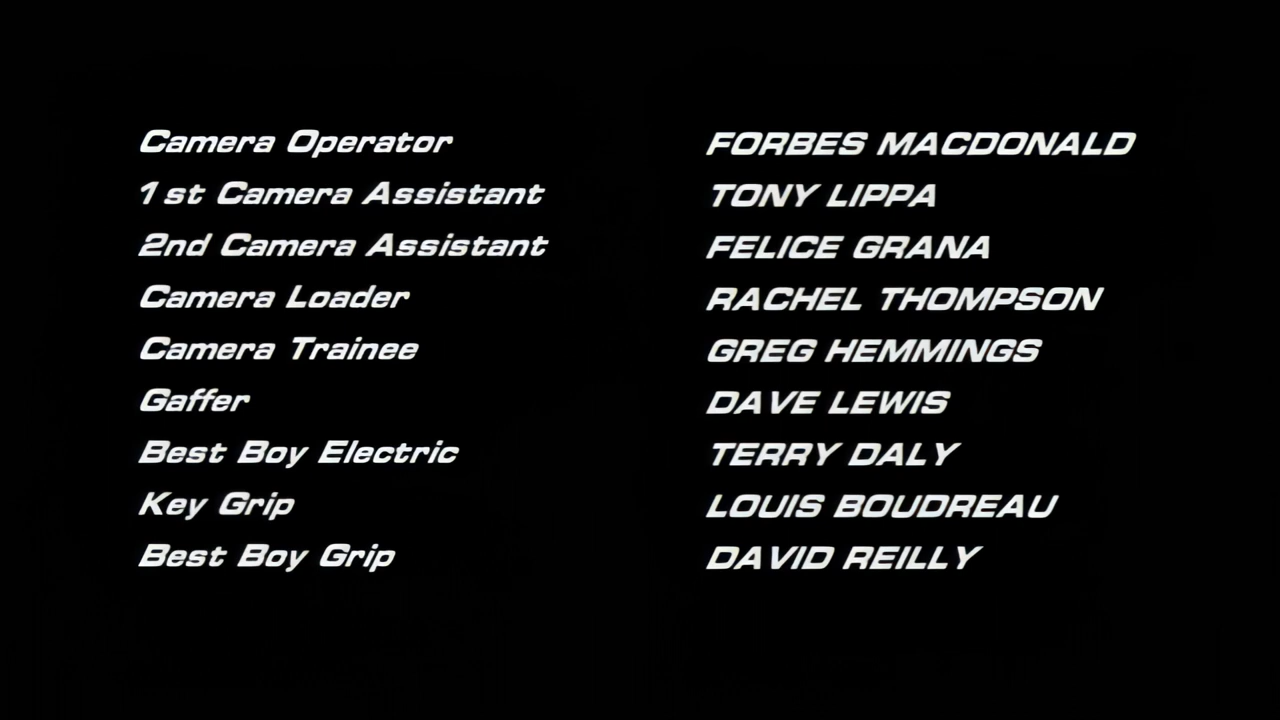 Camera Operator FORBES MACDONALD
1st Camera Assistant TONY LIPPA
2nd Camera Assistant FELICE GRANA
Camera Loader RACHEL THOMPSON
Camera Trainee GREG HEMMINGS
Gaffer DAVE LEWIS
Best Boy Electric TERRY DALY
Key Grip LOUIS BOUDREAU
Best Boy Grip DAVID REILLY